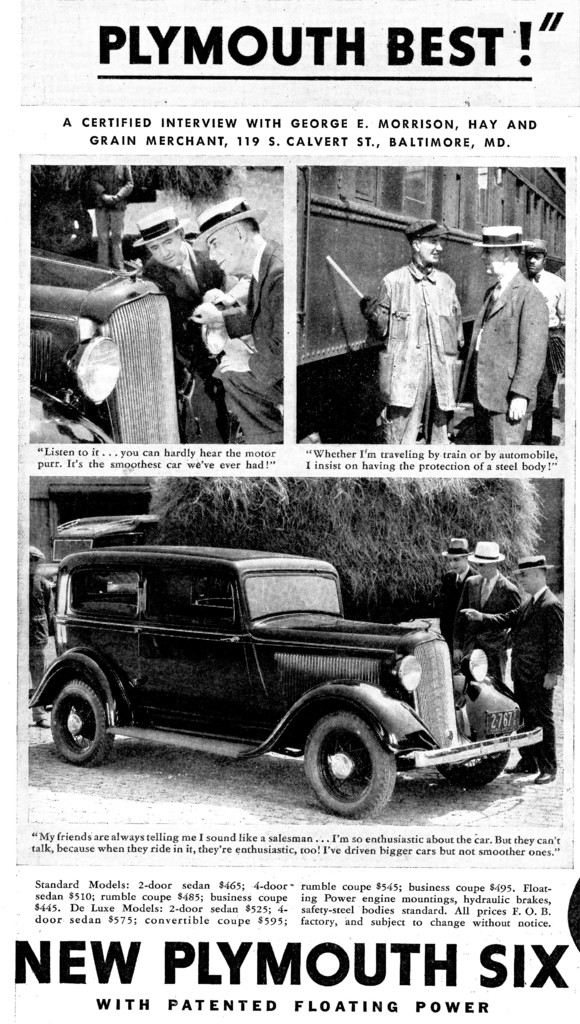 PLYMOUTH BEST!"
A CERTIFIED INTERVIEW WITH GEORGE E. MORRISON, HAY AND
GRAIN MERCHANT, 119 S. CALVERT ST., BALTIMORE, MD.
"Listen to it . . . you can hardly hear the motor
purr. It's the smoothest car we've ever had!"
"Whether I'm traveling by train or by automobile,
I insist on having the protection of a steel body!"
2-767
"My friends are always telling me I sound like a salesman . . . I'm so enthusiastic about the car. But they can't
talk, because when they ride in it, they're enthusiastic, too! I've driven bigger cars but not smoother ones."
Standard Models: 2-door sedan $465; 4-door
sedan $510; rumble coupe $485; business coupe
$445. De Luxe Models: 2-door sedan $525; 4-
door sedan $575; convertible coupe $595;
rumble coupe $545; business coupe $495. Float-
ing Power engine mountings, hydraulic brakes,
safety-steel bodies standard. All prices F. O. B.
factory, and subject to change without notice.
NEW PLYMOUTH SIX
WITH PATENTED FLOATING POWER